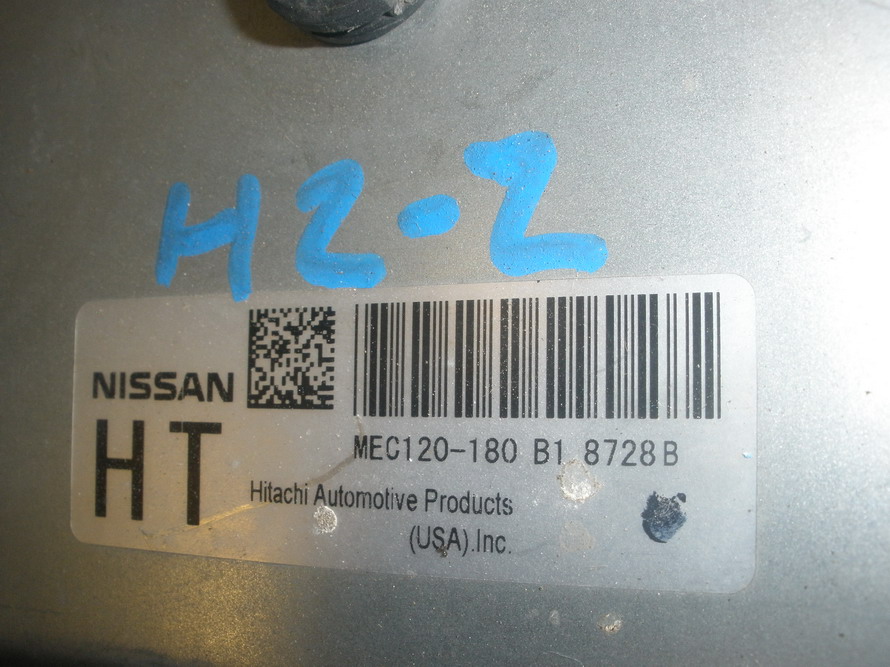 H2-2
NISSAN
HT
MEC120-180 B1 8728B
Hitachi Automotive Products
(USA).Inc.